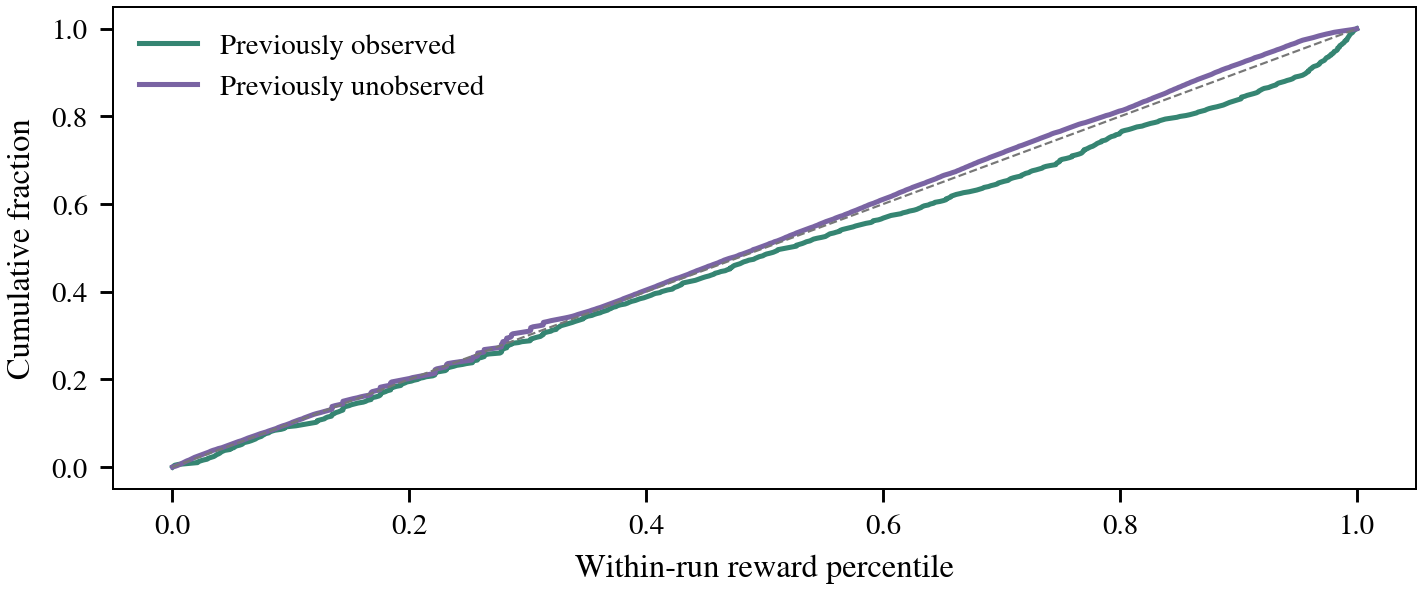 Previously observed
Previously unobserved
1.0
0.8
0.6
0.4
0.2
0.0
Cumulative fraction
0.0 0.2 0.4 0.6 0.8 1.0
Within-run reward percentile